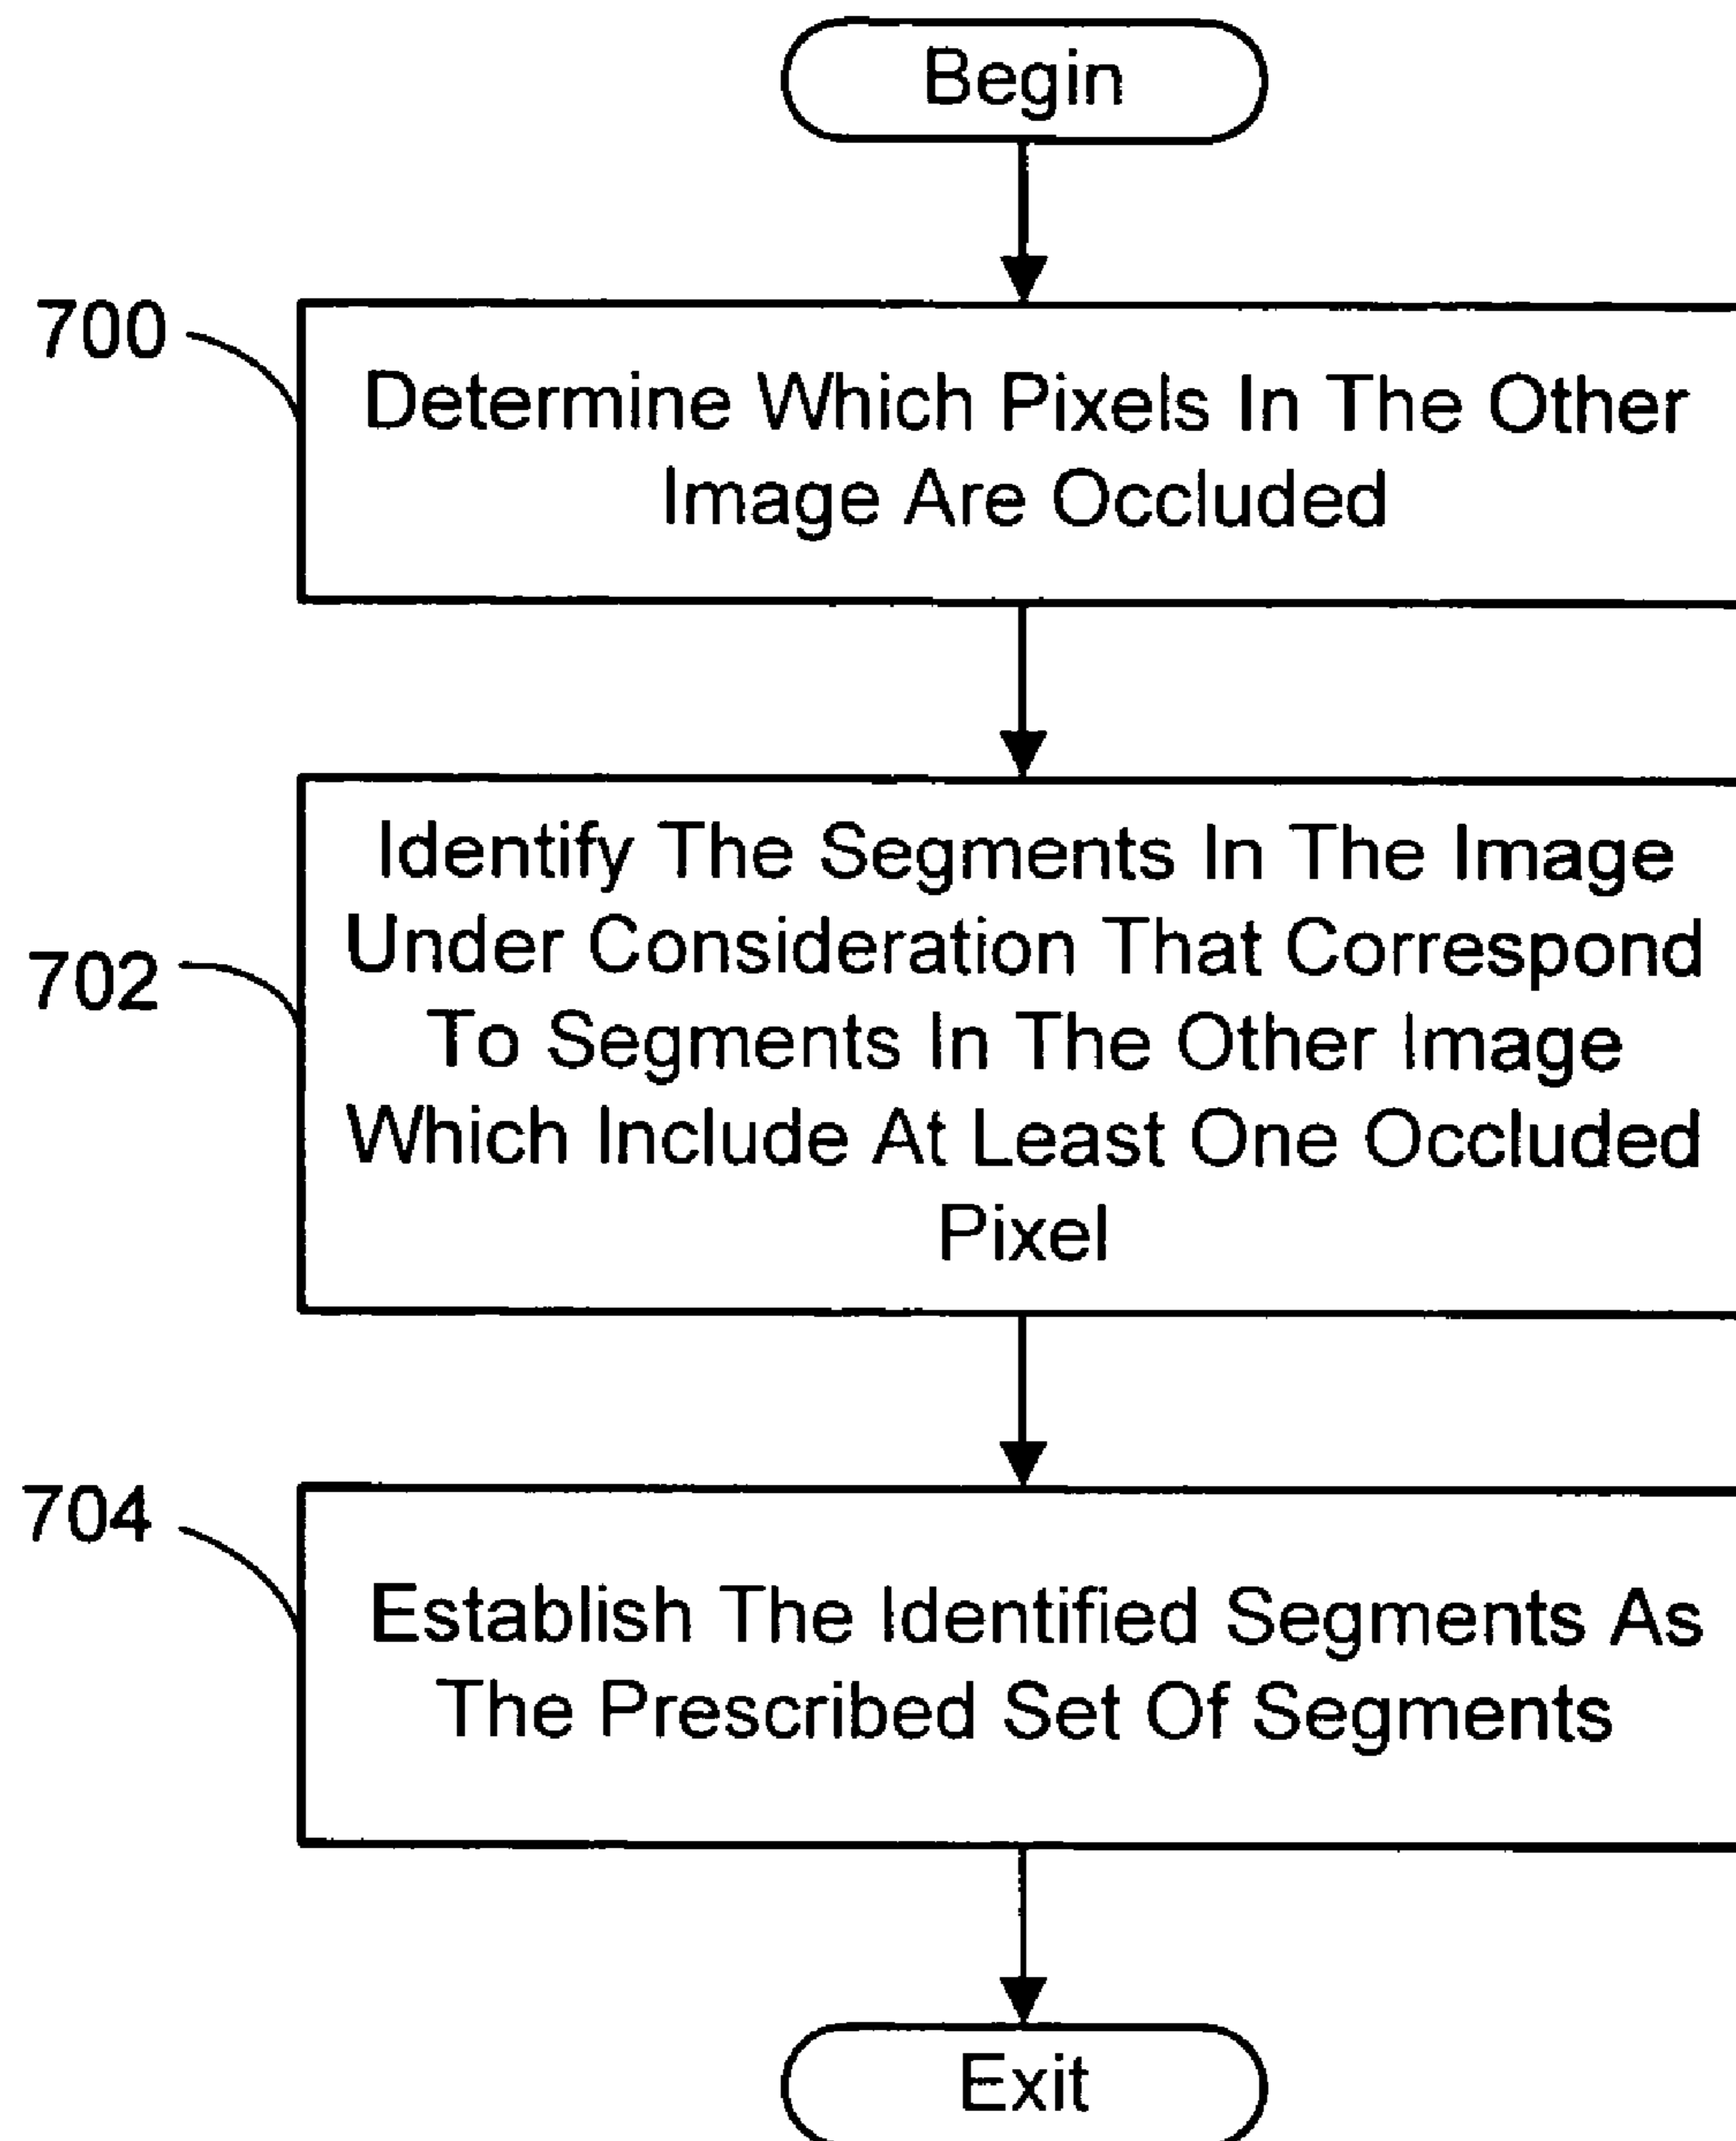 Begin
700
Determine Which Pixels In The Other
Image Are Occluded
702
Identify The Segments In The Image
Under Consideration That Correspond
To Segments In The Other Image
Which Include At Least One Occluded
Pixel
704
Establish The Identified Segments As
The Prescribed Set Of Segments
Exit